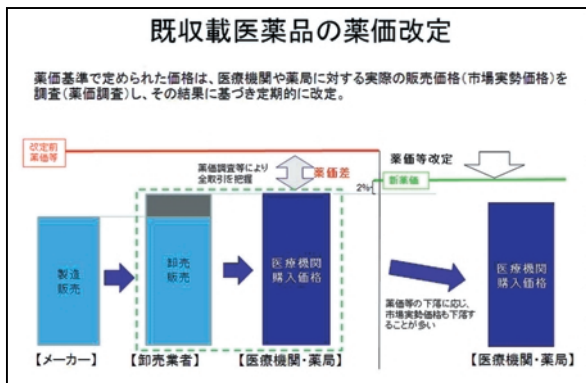 既収載医薬品の薬価改定
薬価基準で定められた価格は、医療機関や薬局に対する実際の販売価格(市場実勢価格)を
調査(薬価調査)し、その結果に基づき定期的に改定。
改定前
薬価等
薬価調査等により
全取引を把握
薬価差
薬価等改定
2%
新薬価
製造
販売
卸売
販売
医療機関
購入価格
医療機関
購入価格
薬価等の下落に応じ、
市場実勢価格も下落す
ることが多い
【メーカー】
【卸売業者】
【医療機関・薬局】
【医療機関・薬局】